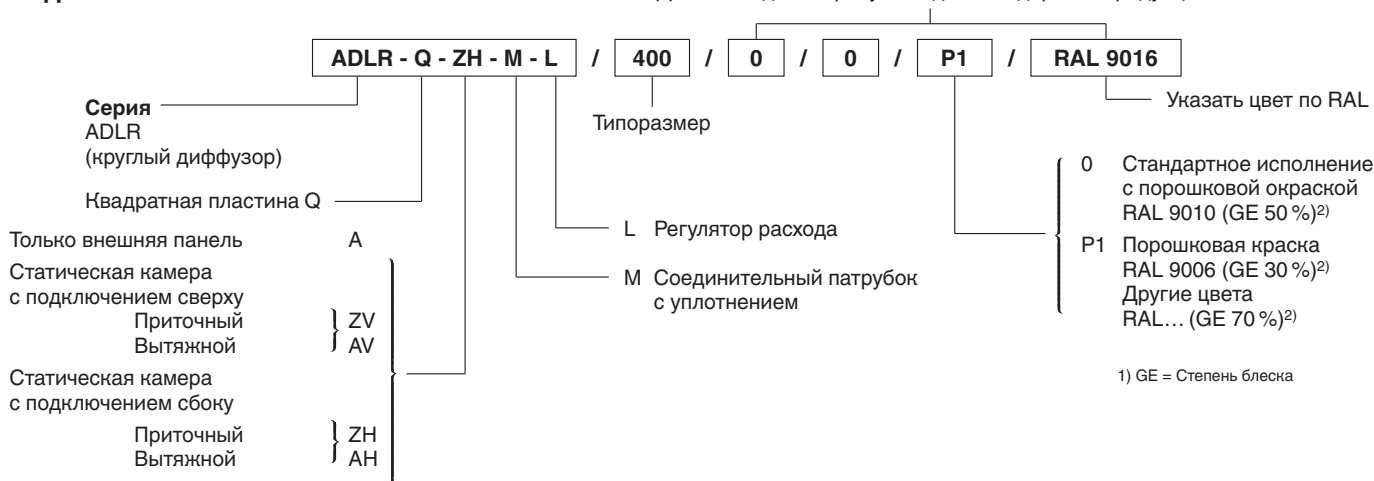 ADLR - Q - ZH - M - L / 400 / 0 / 0 / P1 / RAL 9016
Серия
ADLR
(круглый диффузор)
Типоразмер
Указать цвет по RAL
Квадратная пластина Q
Только внешняя панель A
Статическая камера
с подключением сверху
Приточный } ZV
Вытяжной } AV
Статическая камера
с подключением сбоку
Приточный } ZH
Вытяжной } AH
L Регулятор расхода
M Соединительный патрубок
с уплотнением
0 Стандартное исполнение
с порошковой окраской
RAL 9010 (GE 50 %)2)
P1 Порошковая краска
RAL 9006 (GE 30 %)2)
Другие цвета
RAL... (GE 70 %)2)
1) GE = Степень блеска